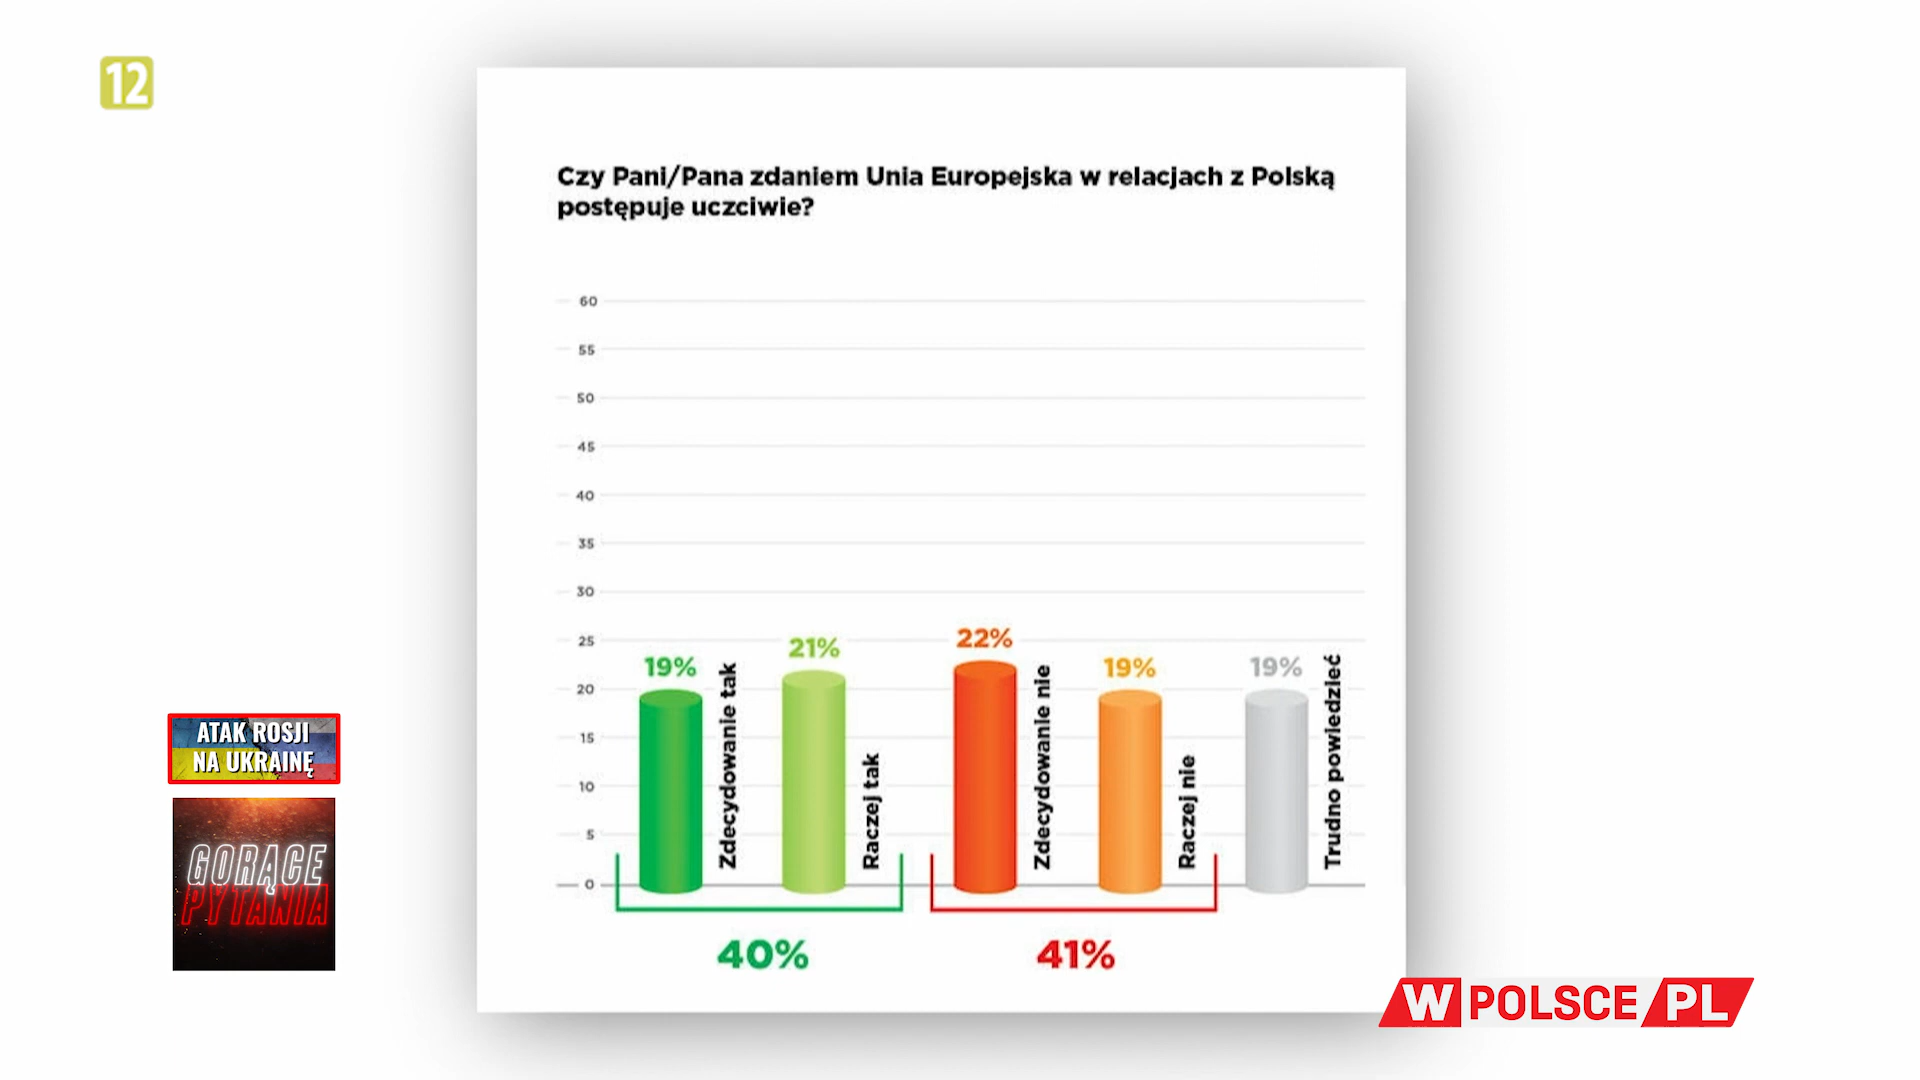 12
Czy Pani/Pana zdaniem Unia Europejska w relacjach z Polską
postępuje uczciwie?
60
55
50
45
40
35
30
25
20
15
10
5
0
19%
Zdecydowanie tak
21%
Raczej tak
22%
Zdecydowanie nie
19%
Raczej nie
19%
Trudno powiedzieć
40%
41%
ATAK ROSJI
NA UKRAINĘ
GORĄCE
PYTANIA
W POLSCE PL